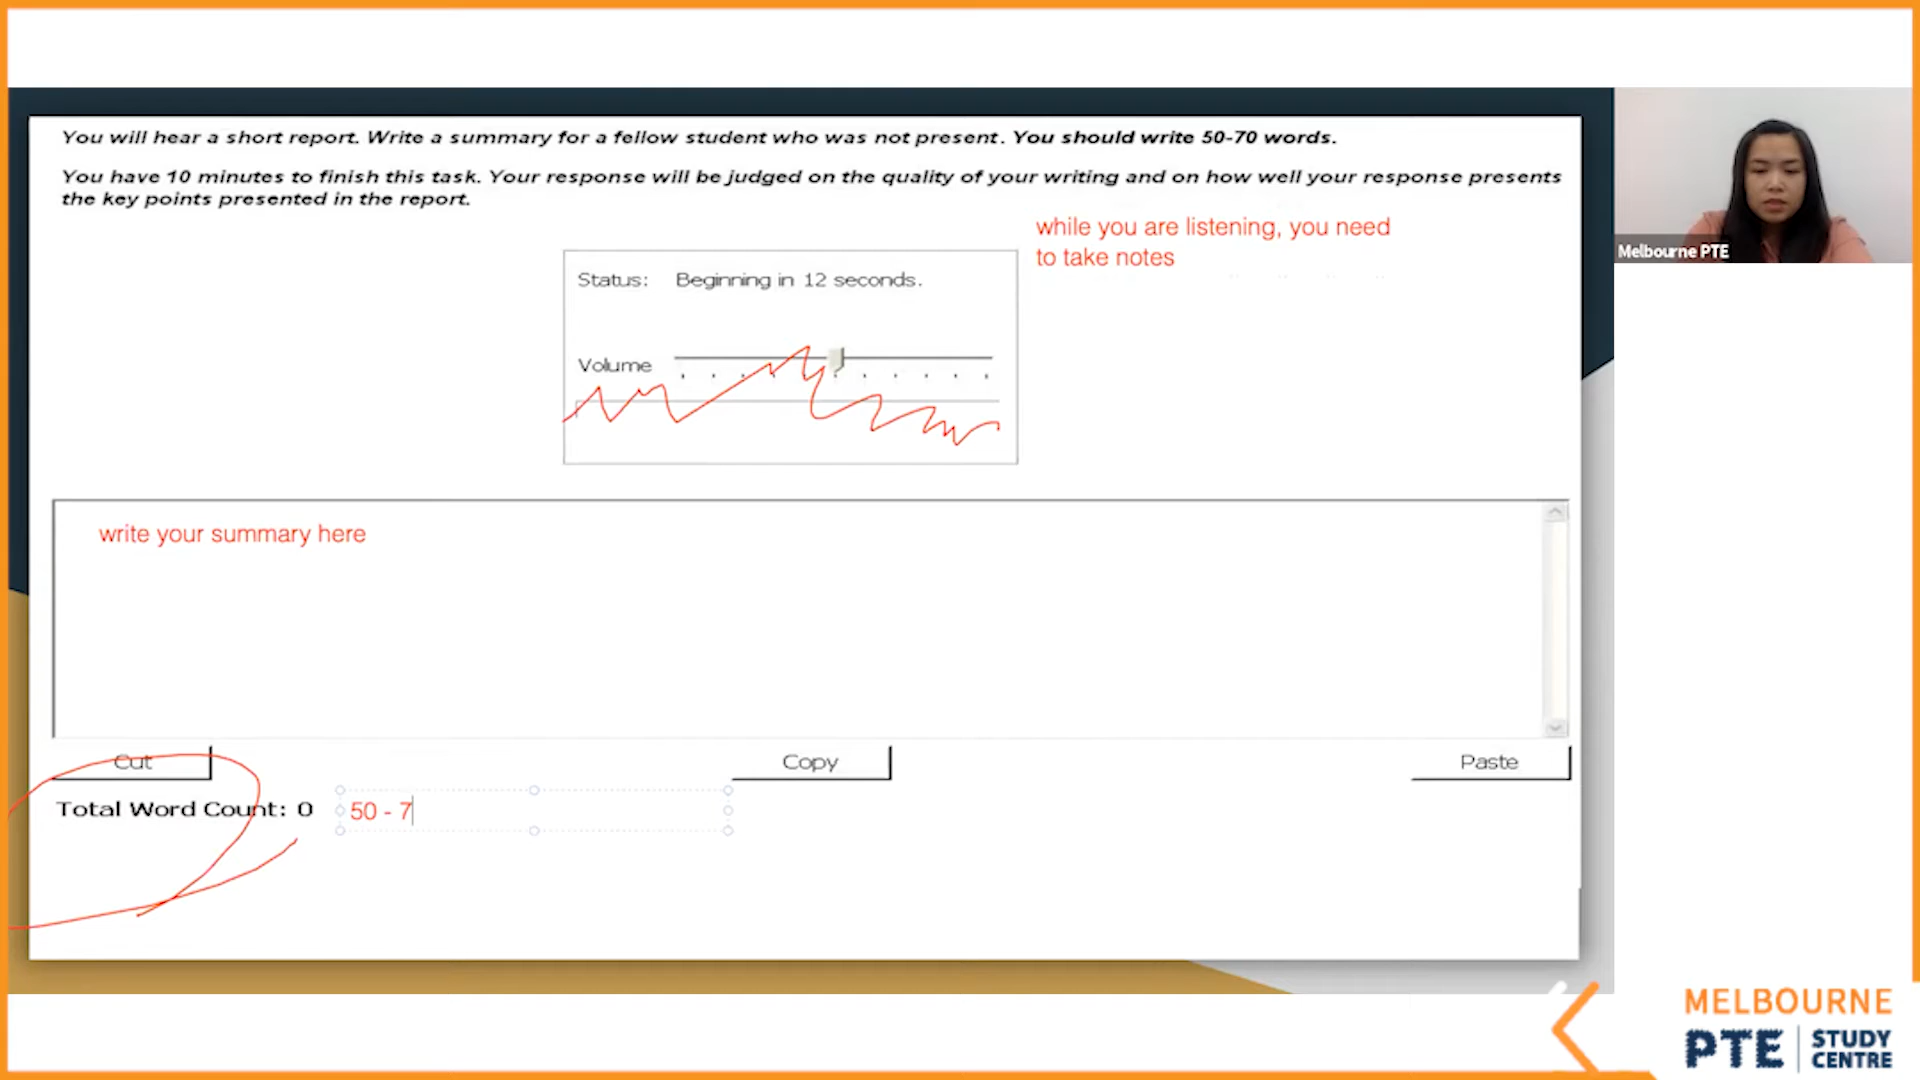 You will hear a short report. Write a summary for a fellow student who was not present. You should write 50-70 words.
You have 10 minutes to finish this task. Your response will be judged on the quality of your writing and on how well your response presents
the key points presented in the report.
while you are listening, you need
to take notes
Melbourne PTE
Status: Beginning in 12 seconds.
Volume
write your summary here
Cut
Copy
Paste
Total Word Count: 0
50 - 7
MELBOURNE
PTE STUDY
CENTRE